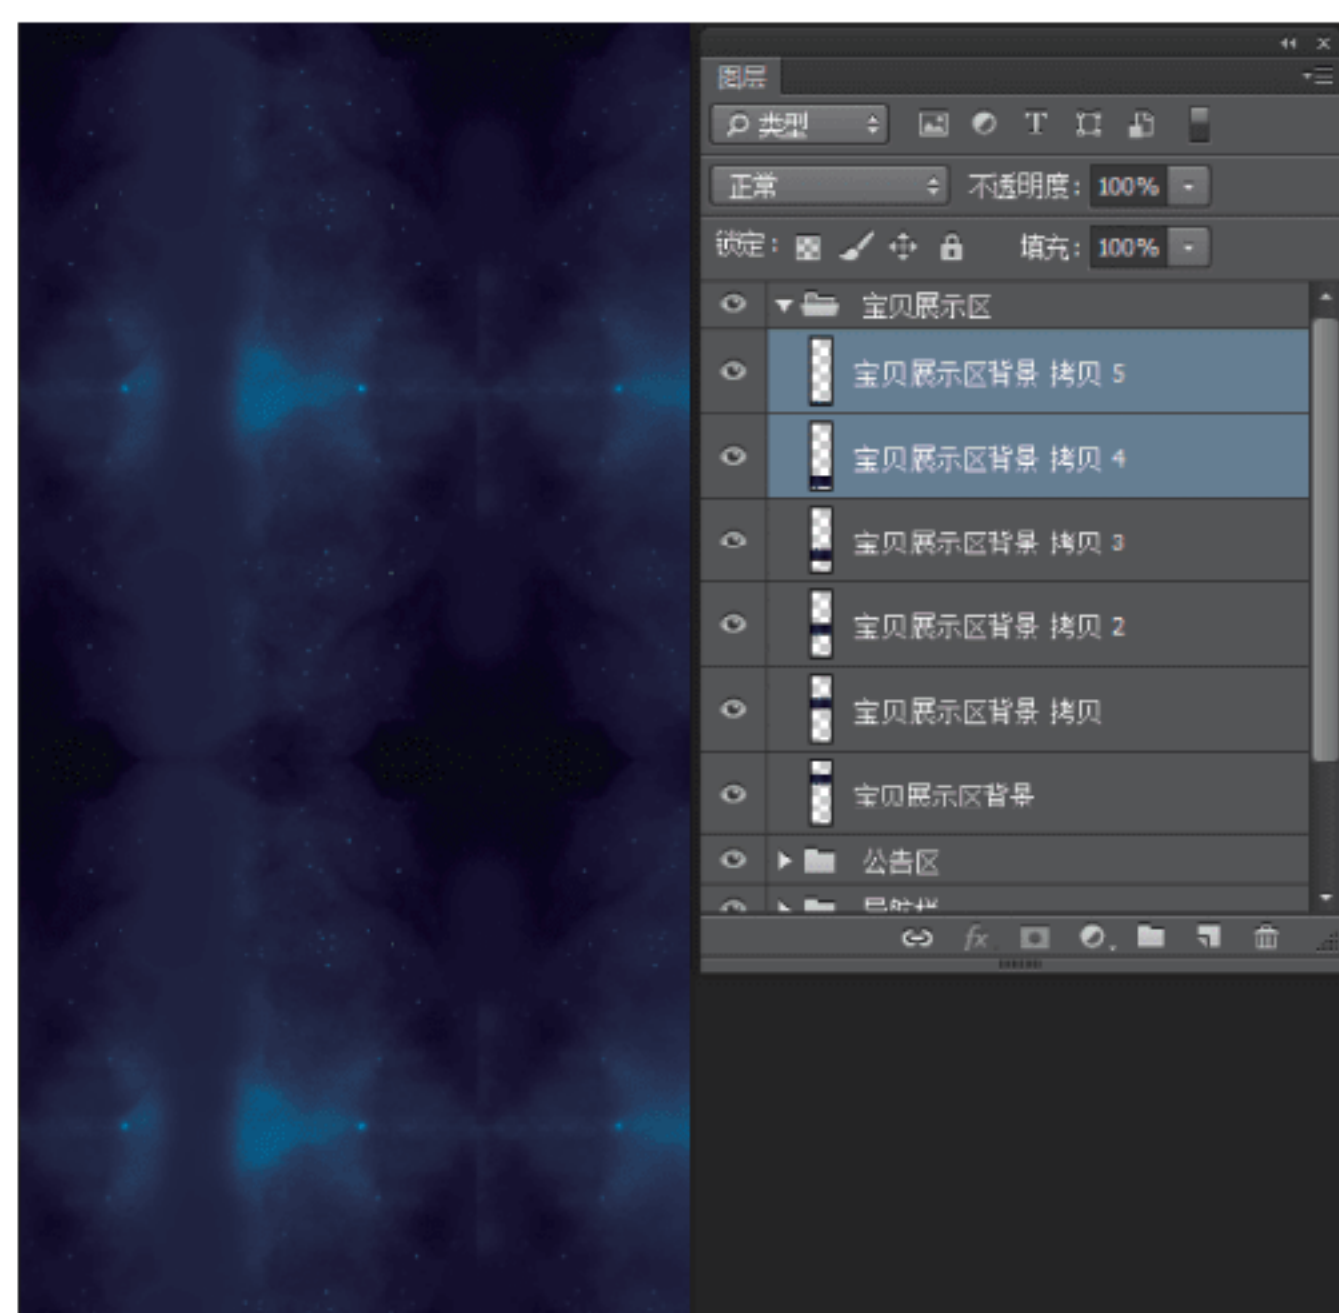 图层
类型
正常 不透明度: 100%
锁定: 填充: 100%
宝贝展示区
宝贝展示区背景 拷贝 5
宝贝展示区背景 拷贝 4
宝贝展示区背景 拷贝 3
宝贝展示区背景 拷贝 2
宝贝展示区背景 拷贝
宝贝展示区背景
公告区
导航栏
fx